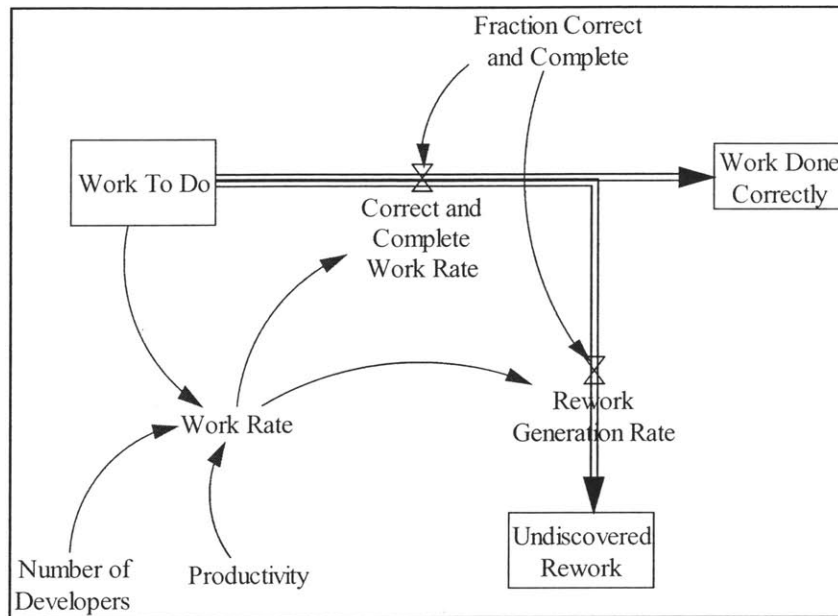 Fraction Correct
and Complete
Work To Do
Work Done
Correctly
Correct and
Complete
Work Rate
Work Rate
Rework
Generation Rate
Number of
Developers
Productivity
Undiscovered
Rework